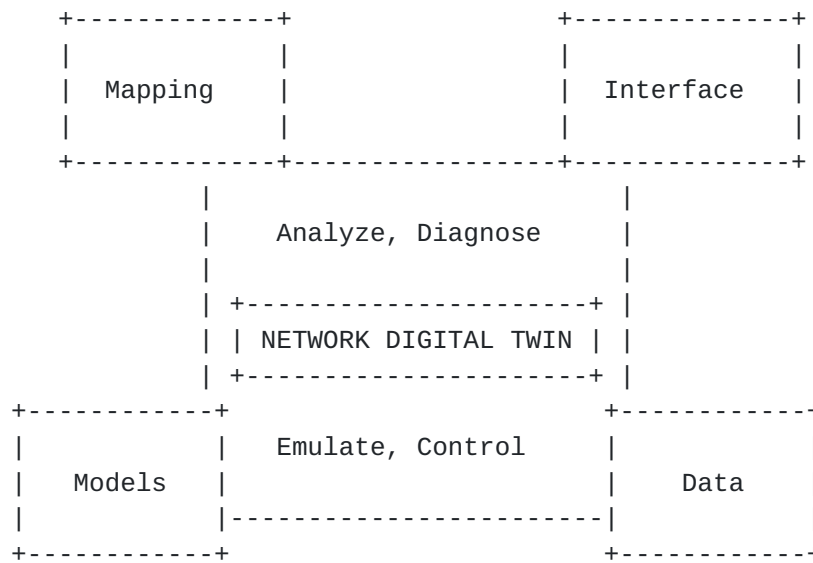 Mapping Interface
Analyze, Diagnose
NETWORK DIGITAL TWIN
Emulate, Control
Models Data